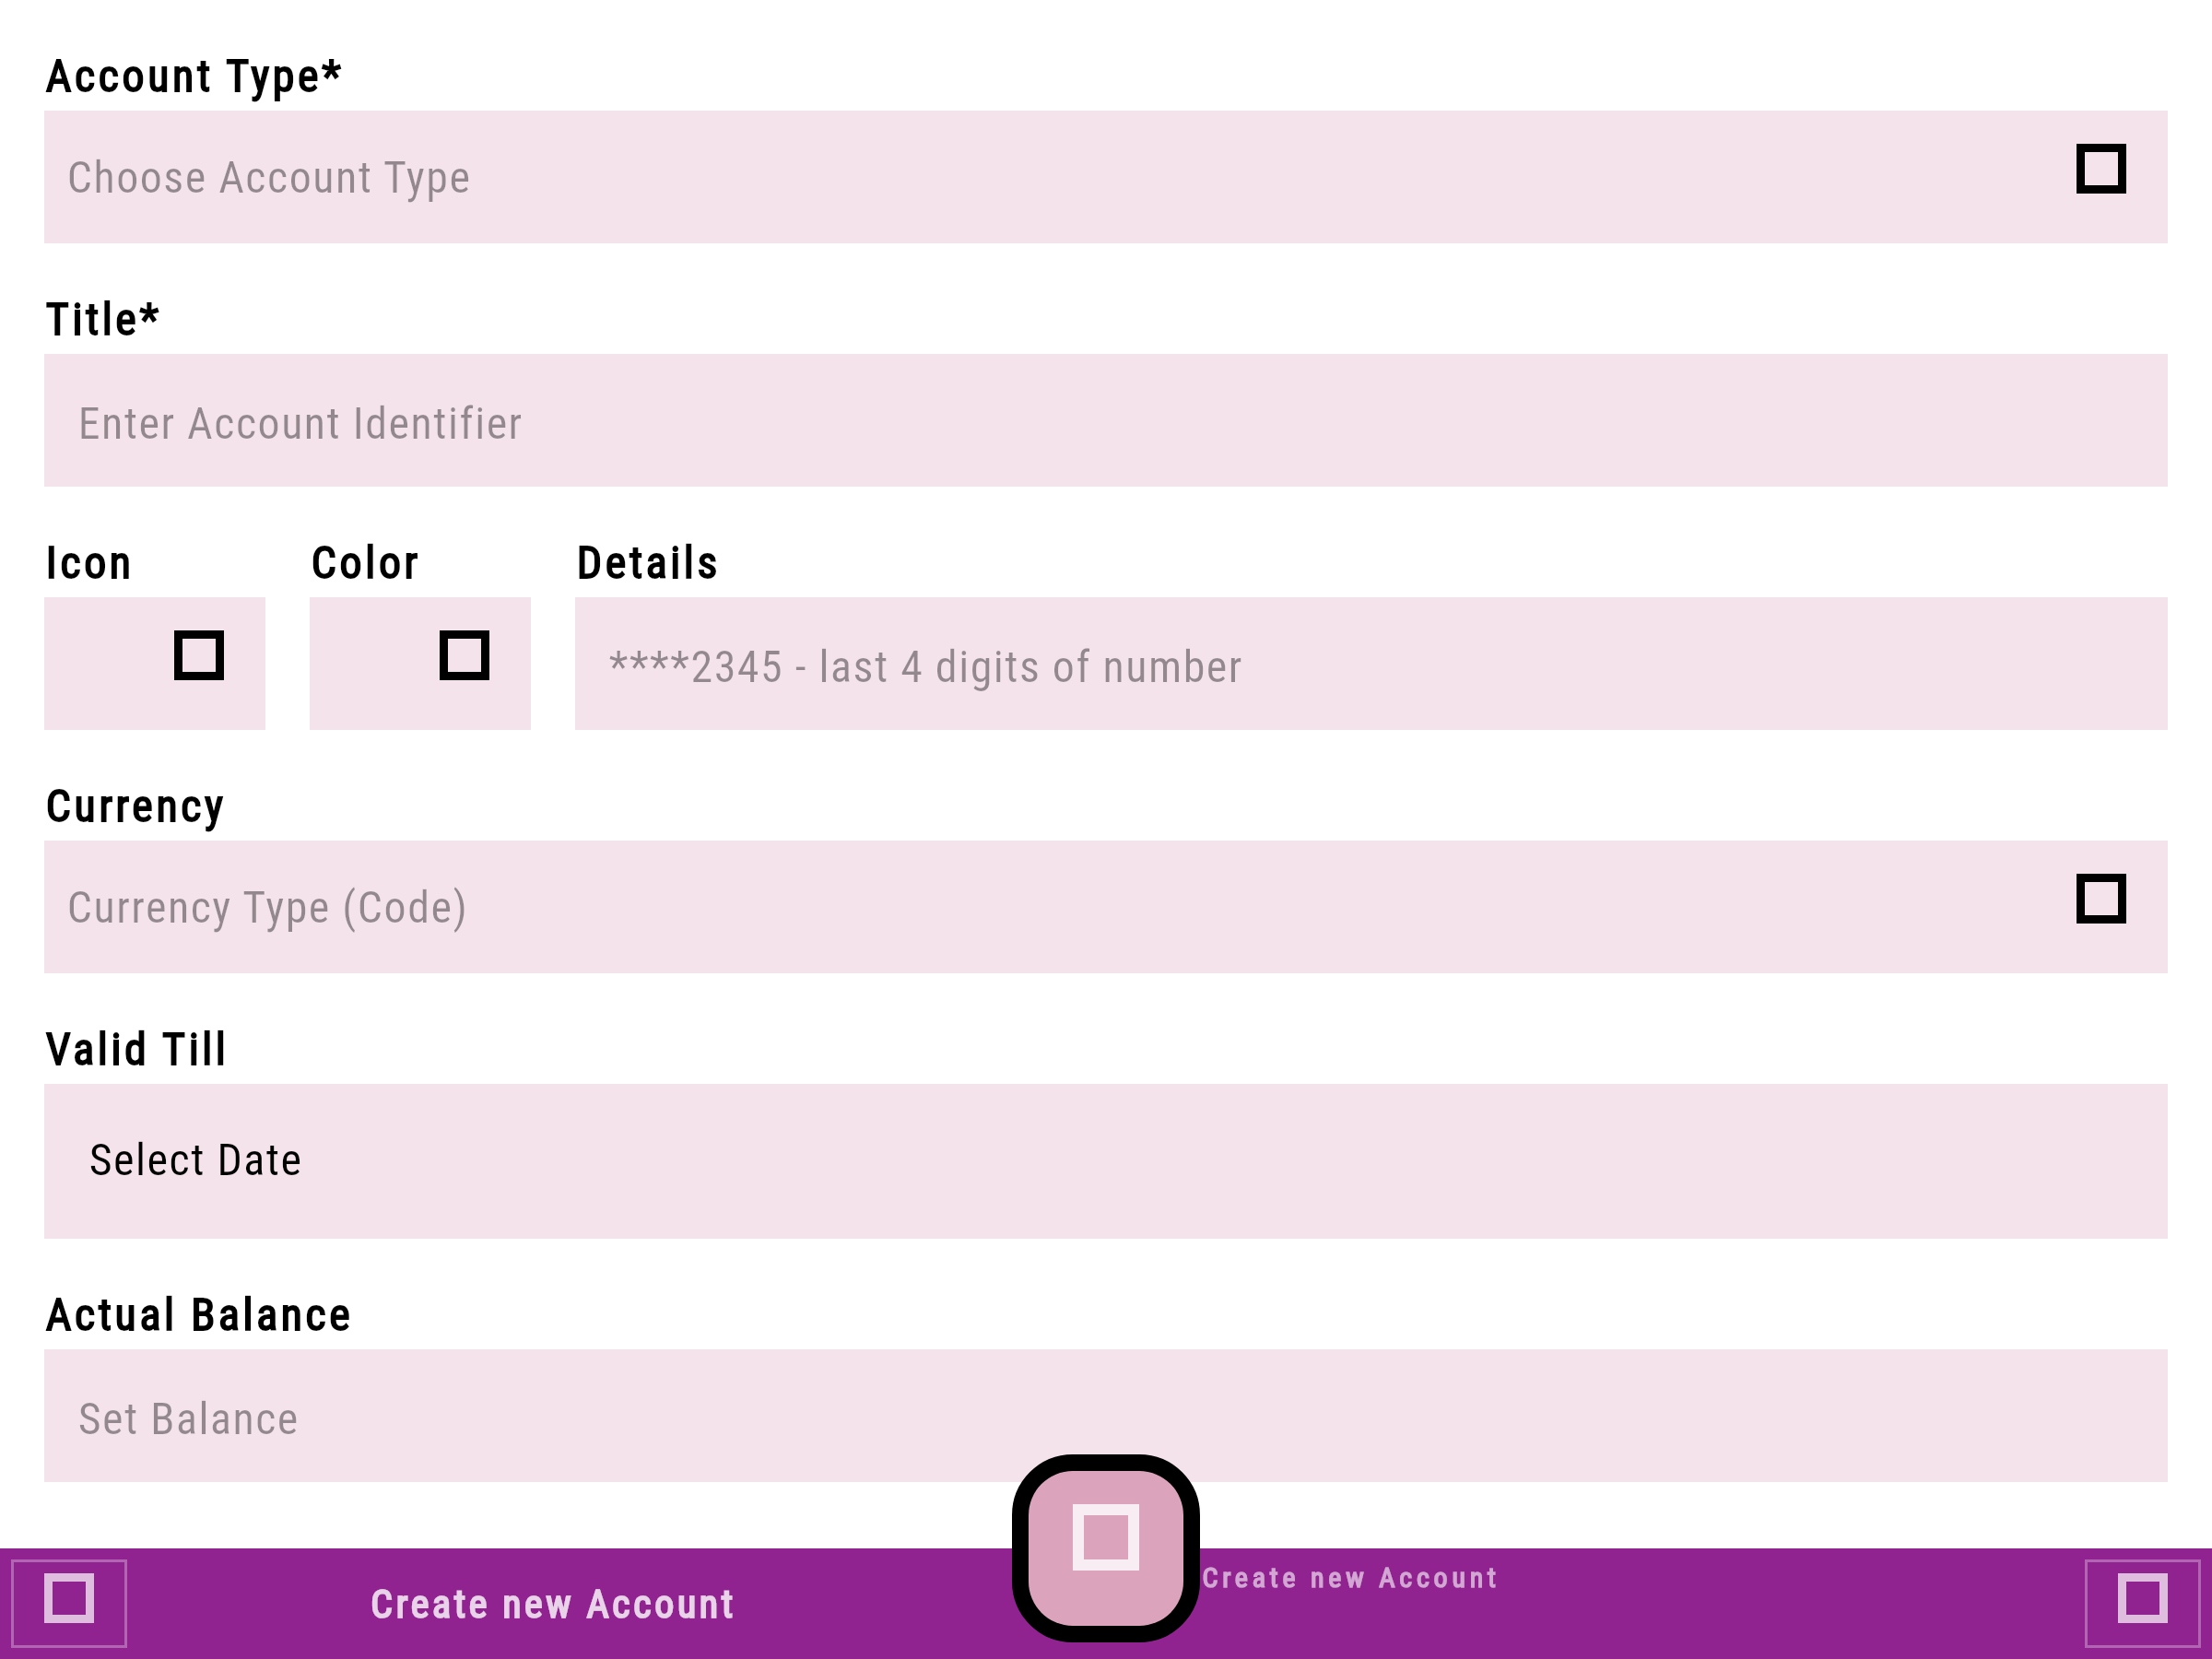 Account Type*
Choose Account Type
Title*
Enter Account Identifier
Icon Color Details
****2345 - last 4 digits of number
Currency
Currency Type (Code)
Valid Till
Select Date
Actual Balance
Set Balance
Create new Account
Create new Account